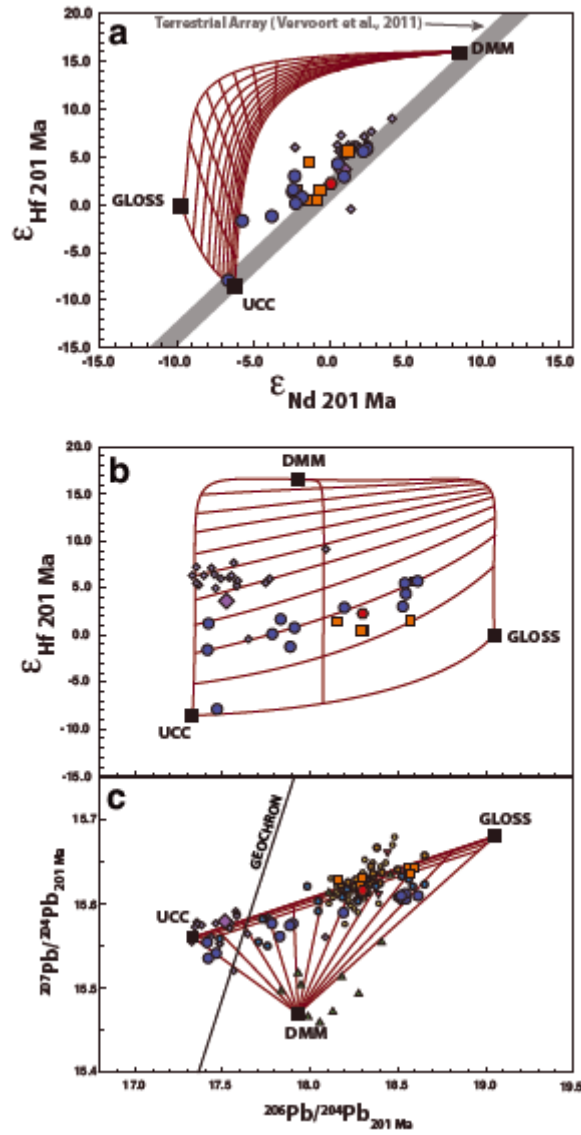 a
Terrestrial Array (Vervoort et al., 2011)
DMM
GLOSS
UCC
20.0
15.0
10.0
5.0
0.0
-5.0
-10.0
-15.0
εHf 201 Ma
-15.0 -10.0 -5.0 0.0 5.0 10.0 15.0
εNd 201 Ma
b
DMM
GLOSS
UCC
20.0
15.0
10.0
5.0
0.0
-5.0
-10.0
-15.0
εHf 201 Ma
c
GEOCHRON
GLOSS
UCC
DMM
15.7
15.6
15.5
15.4
207Pb/204Pb201 Ma
17.0 17.5 18.0 18.5 19.0 19.5
206Pb/204Pb201 Ma